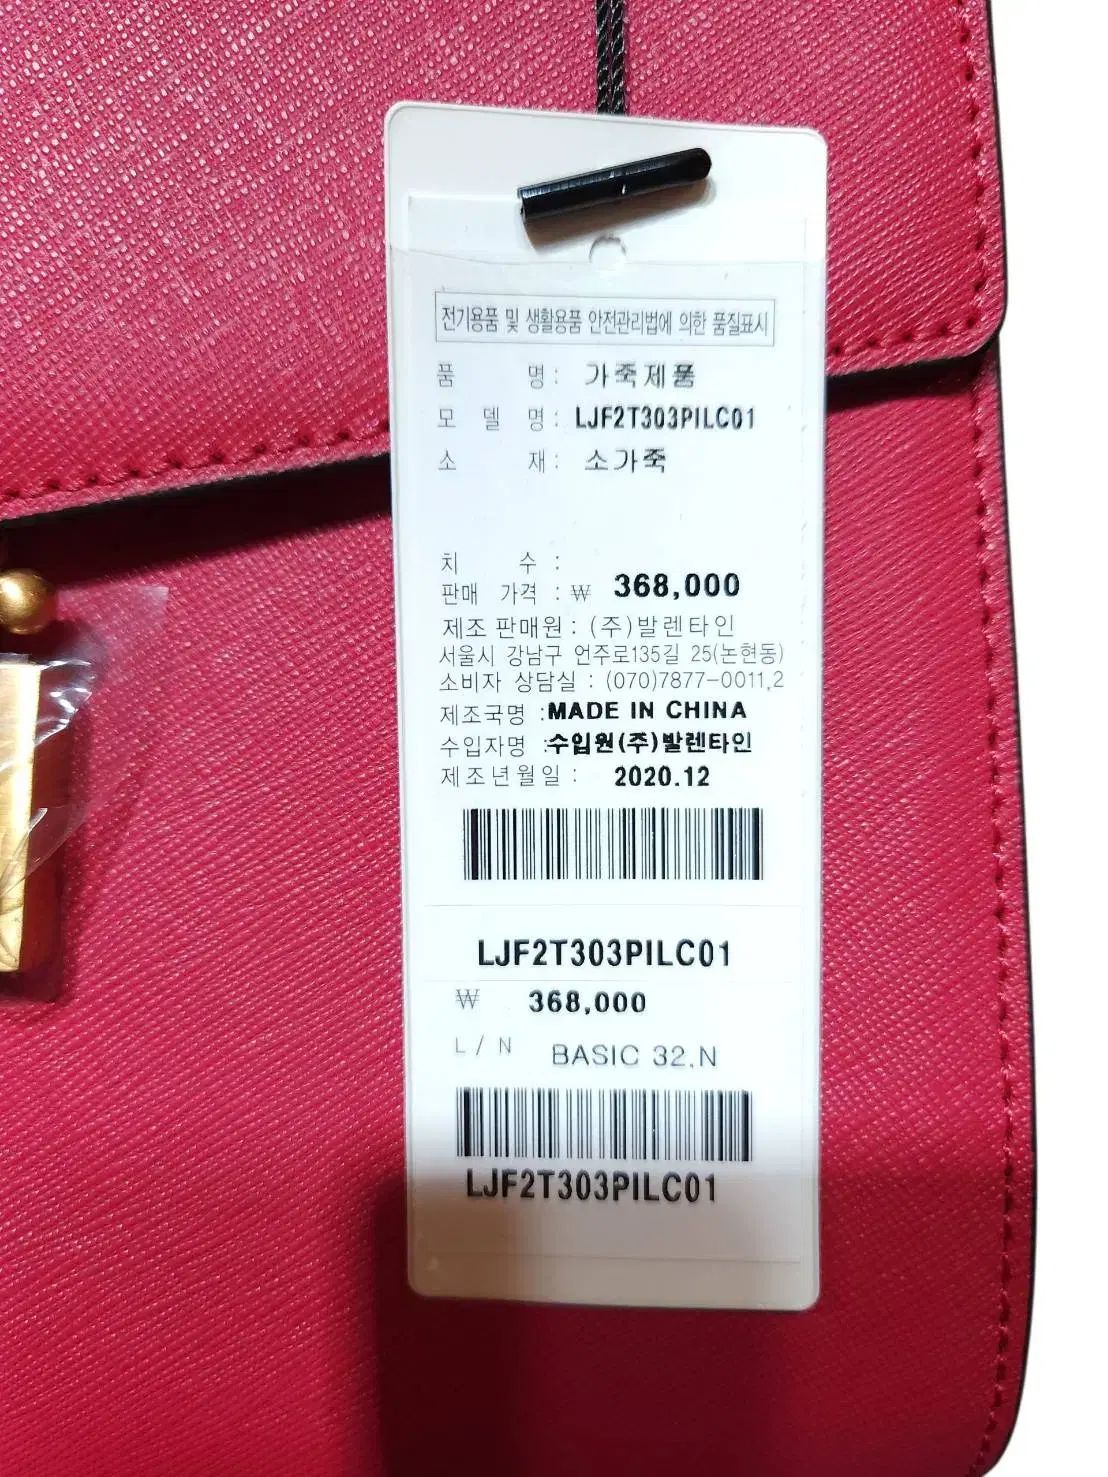 전기용품 및 생활용품 안전관리법에 의한 품질표시
품 명 : 가죽제품
모 델 명 : LJF2T303PILC01
소 재 : 소가죽
치 수 :
판매 가격 : ₩ 368,000
제조 판매원 : (주)발렌타인
서울시 강남구 언주로135길 25(논현동)
소비자 상담실 : (070)7877-0011,2
제조국명 :MADE IN CHINA
수입자명 :수입원(주)발렌타인
제조년월일 : 2020.12
LJF2T303PILC01
₩ 368,000
L / N BASIC 32,N
LJF2T303PILC01